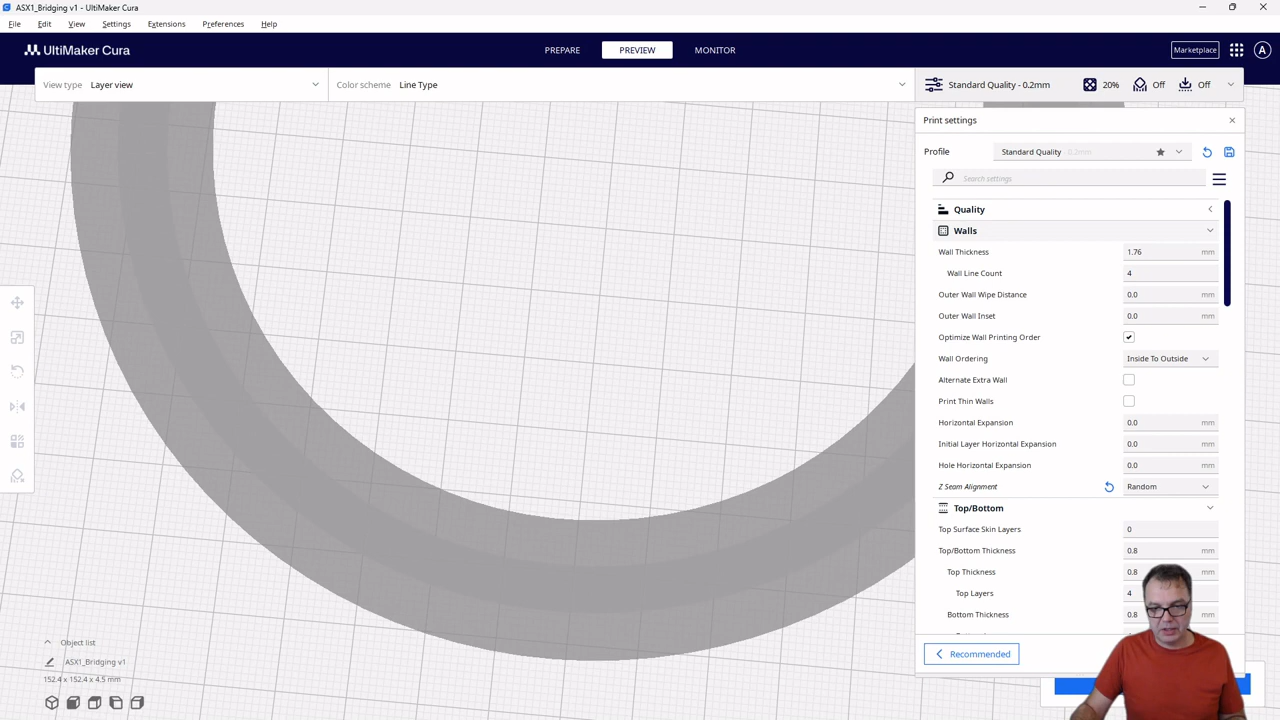 ASX1_Bridging v1 - UltiMaker Cura
File Edit View Settings Extensions Preferences Help
UltiMaker Cura PREPARE PREVIEW MONITOR Marketplace A
View type Layer view Color scheme Line Type Standard Quality - 0.2mm 20% Off Off
Print settings
Profile Standard Quality - 0.2mm
Search settings
Quality
Walls
Wall Thickness 1.76 mm
Wall Line Count 4
Outer Wall Wipe Distance 0.0 mm
Outer Wall Inset 0.0 mm
Optimize Wall Printing Order
Wall Ordering Inside To Outside
Alternate Extra Wall
Print Thin Walls
Horizontal Expansion 0.0 mm
Initial Layer Horizontal Expansion 0.0 mm
Hole Horizontal Expansion 0.0 mm
Z Seam Alignment Random
Top/Bottom
Top Surface Skin Layers 0
Top/Bottom Thickness 0.8 mm
Top Thickness 0.8 mm
Top Layers 4
Bottom Thickness 0.8 mm
Recommended
Object list
ASX1_Bridging v1
152.4 x 152.4 x 4.5 mm